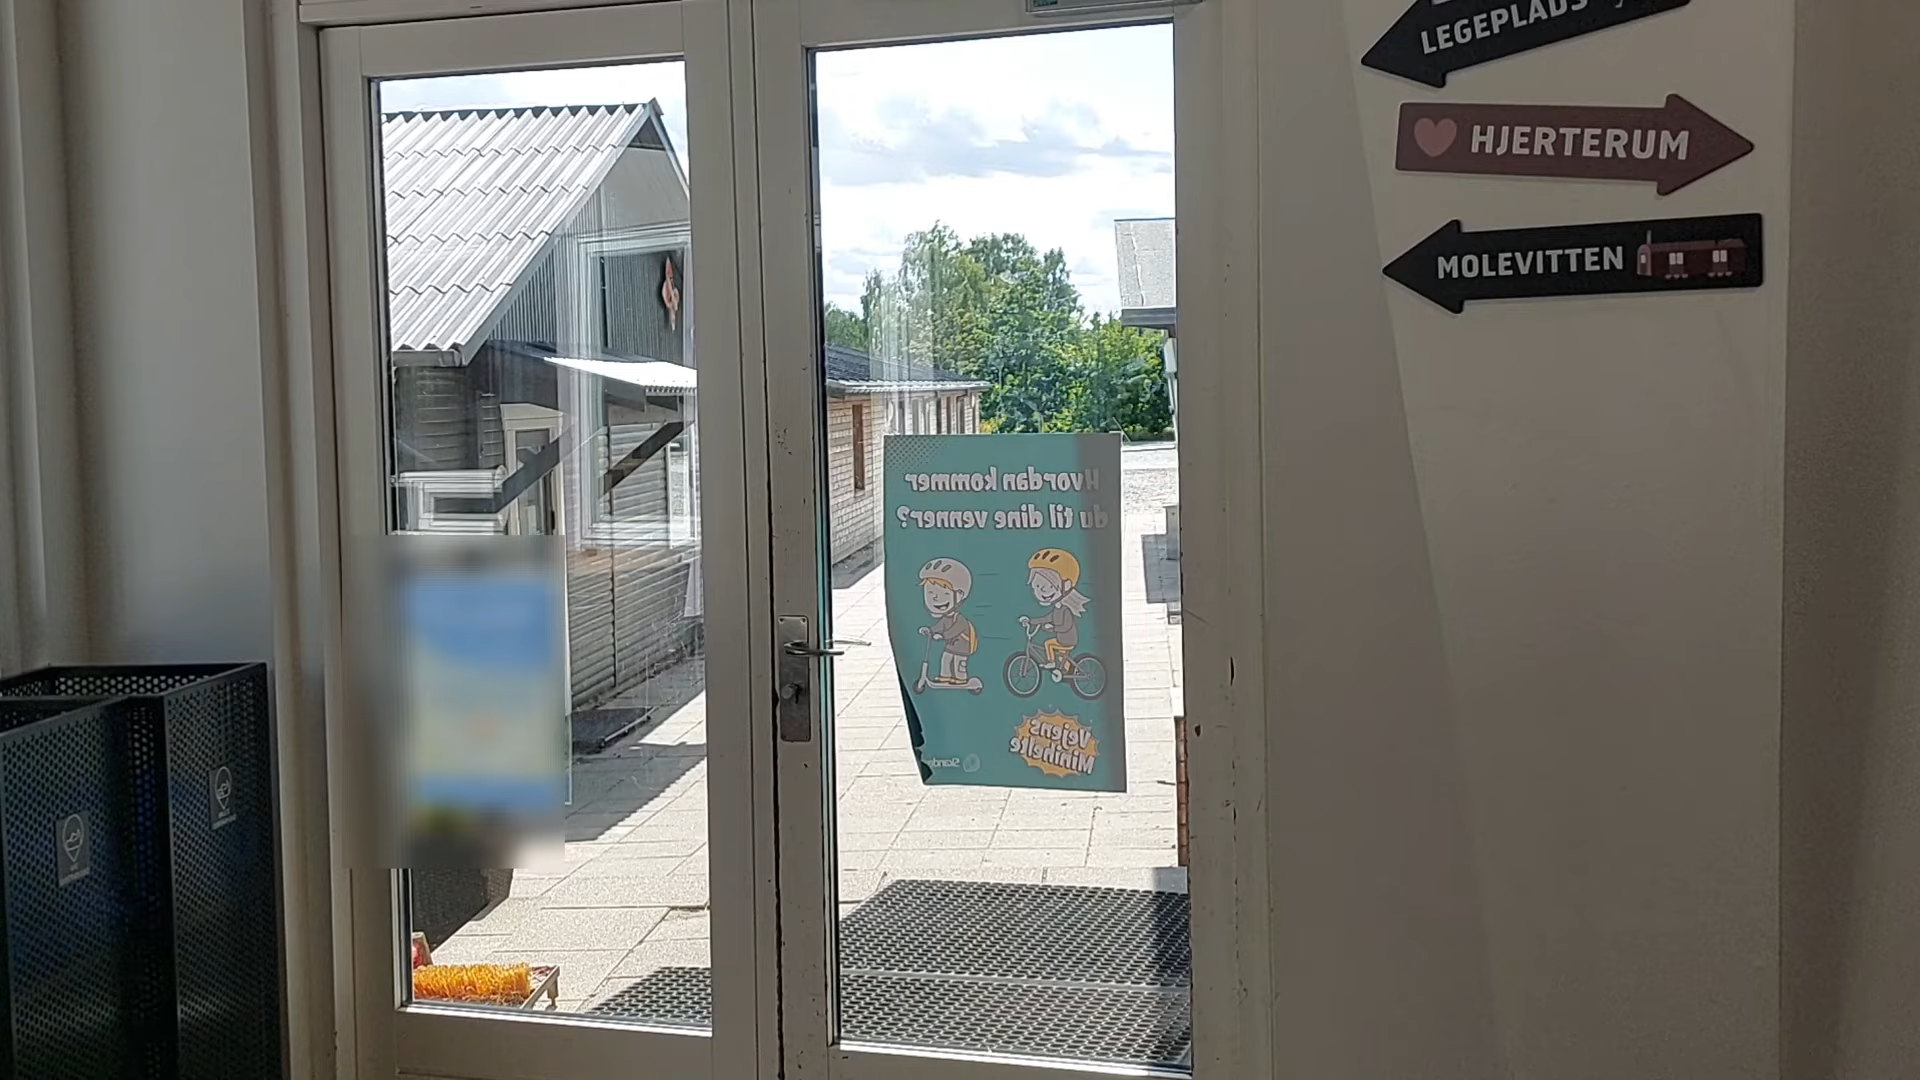 LEGEPLADS
HJERTERUM
MOLEVITTEN
Hvordan kommer
du til dine venner?
Vejens
Minihelte